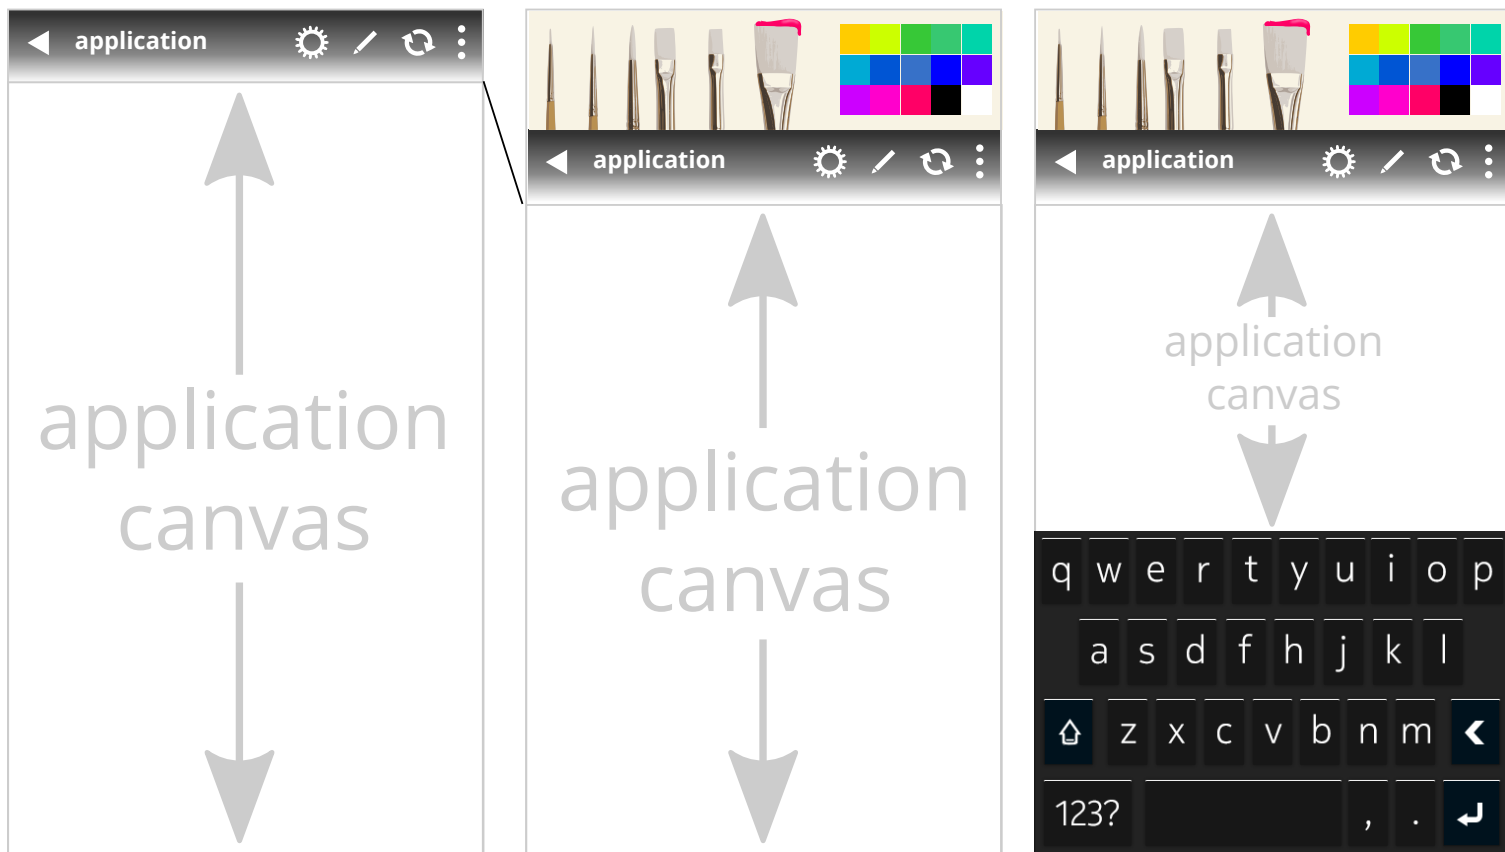 application
application
canvas
application
application
canvas
application
application
canvas
q w e r t y u i o p
a s d f h j k l
z x c v b n m
123? , .